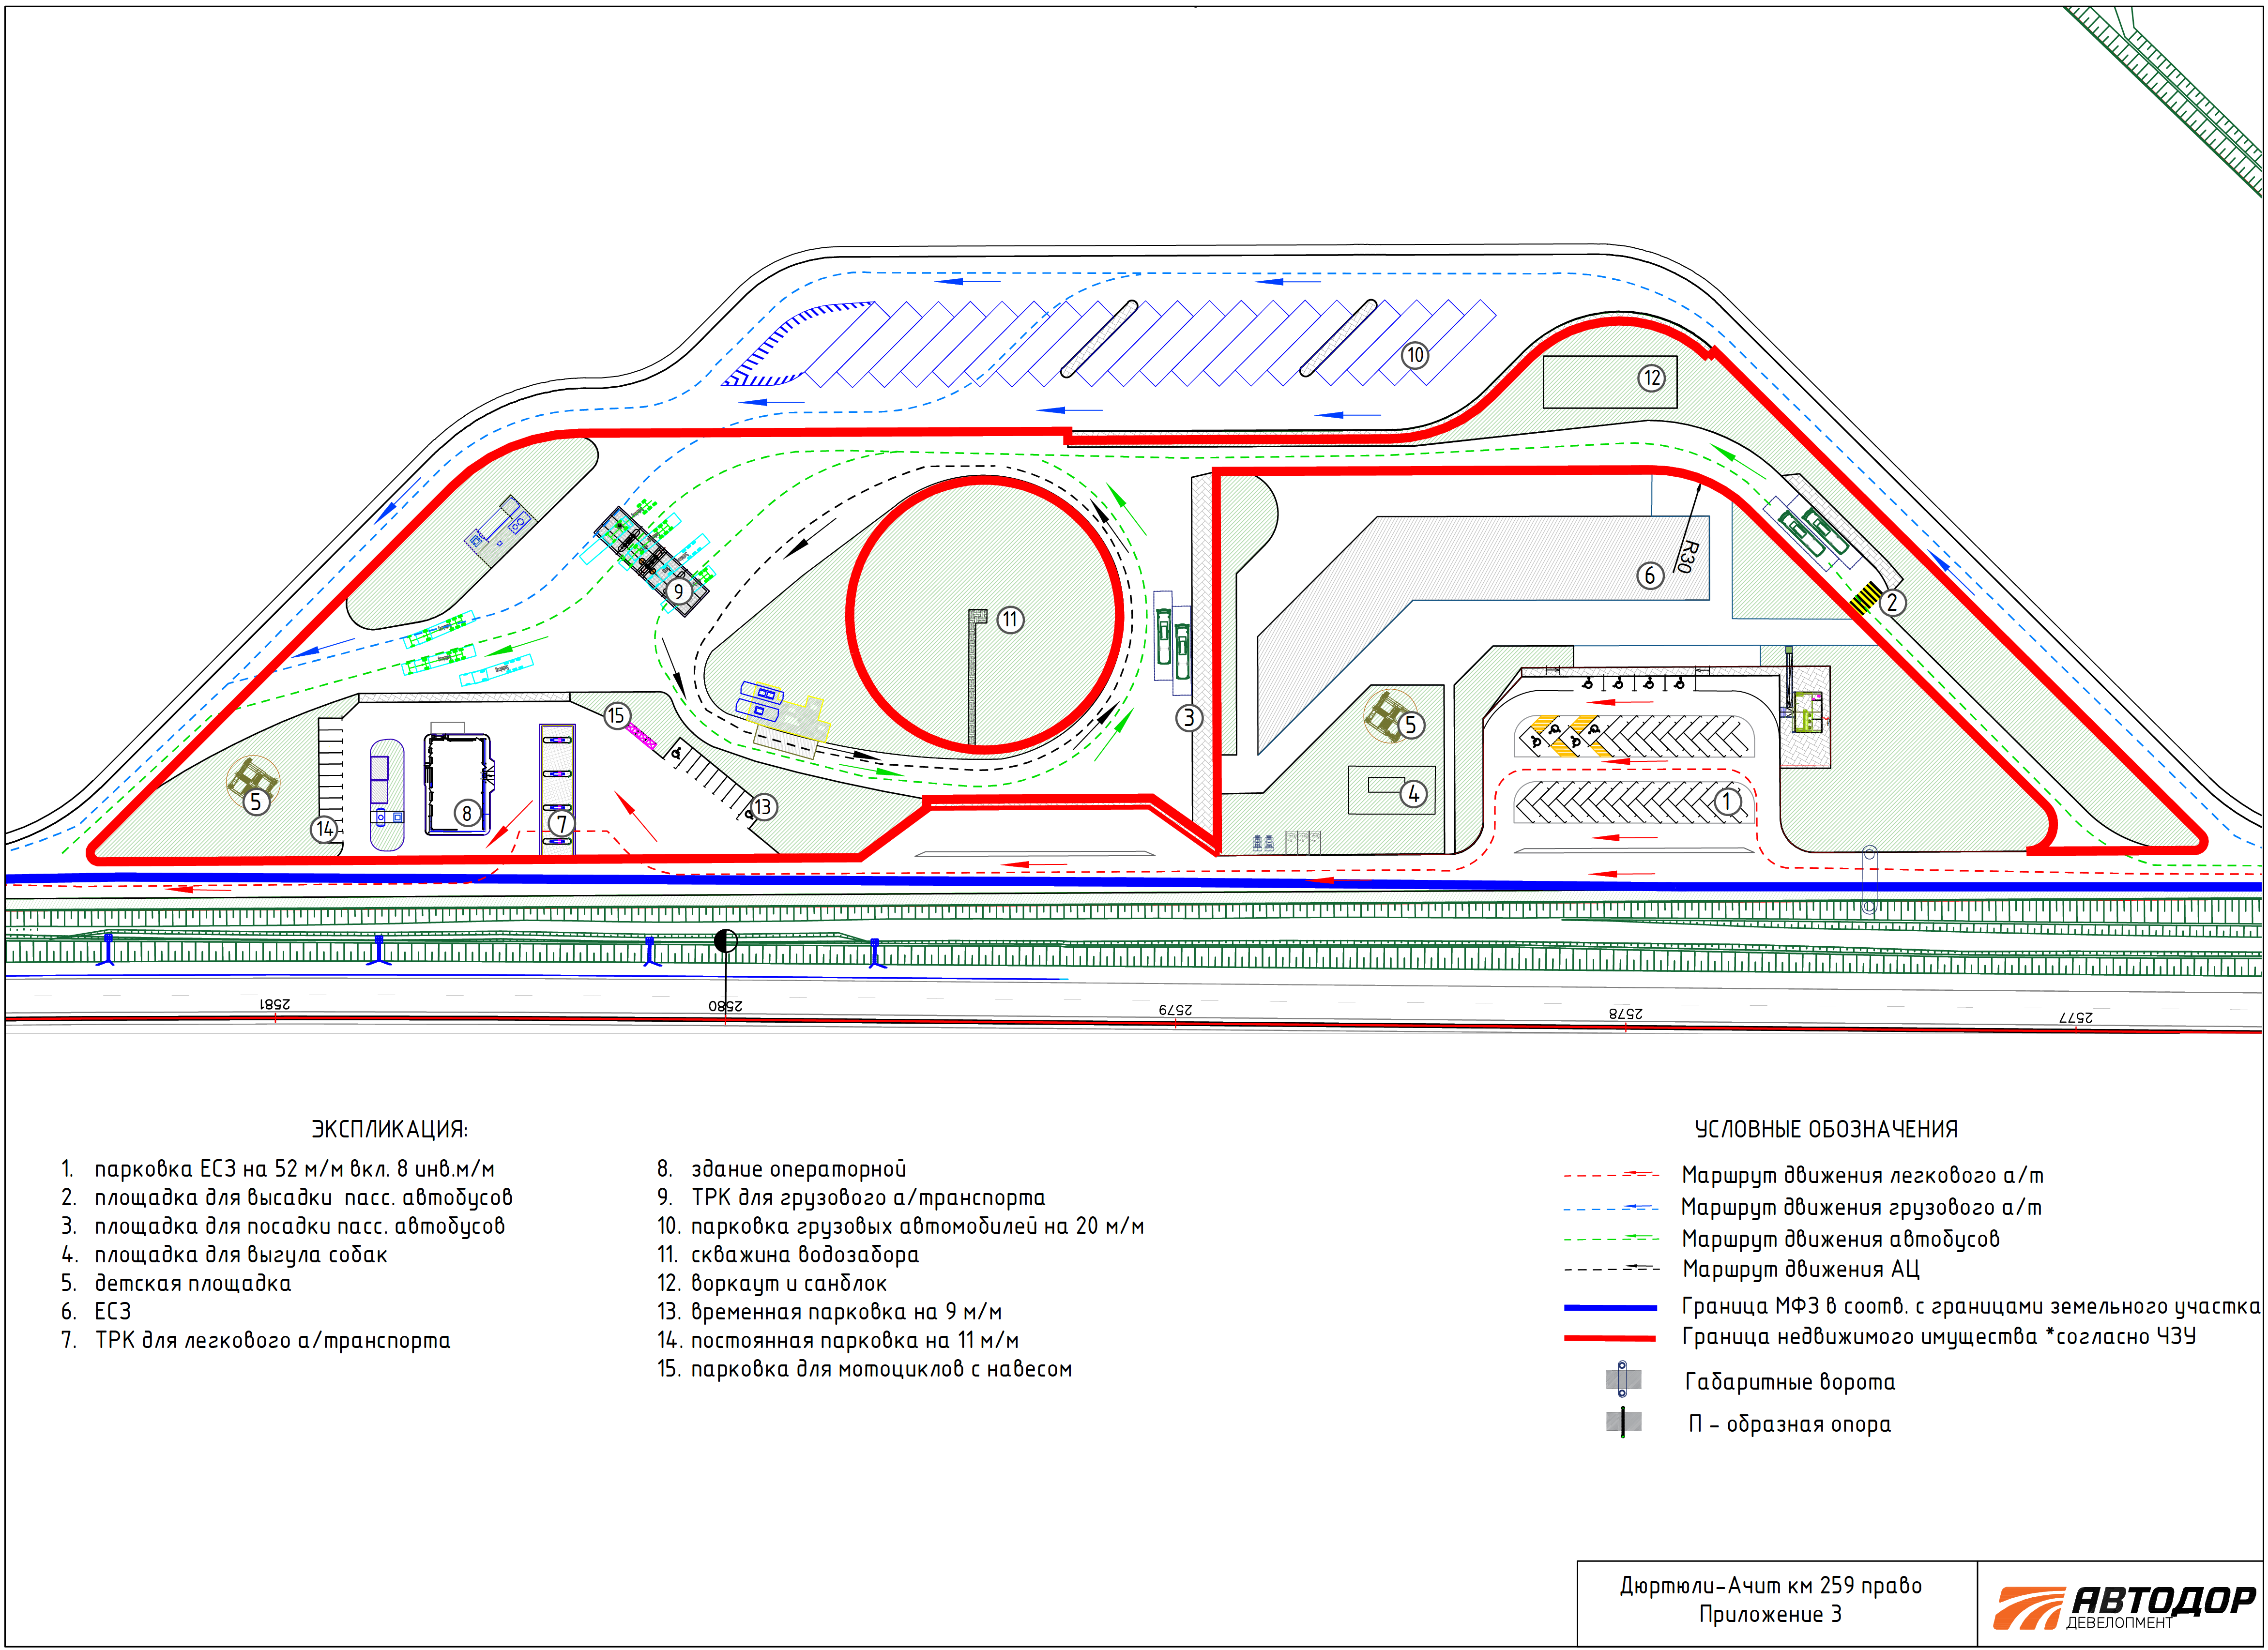 10
12
R30
6
2
9
11
15
3
5
5
4
1
13
14
8
7
2581
2580
2579
2578
2577
ЭКСПЛИКАЦИЯ:
1. парковка ЕСЗ на 52 м/м вкл. 8 инв.м/м
2. площадка для высадки пасс. автобусов
3. площадка для посадки пасс. автобусов
4. площадка для выгула собак
5. детская площадка
6. ЕСЗ
7. ТРК для легкового а/транспорта
8. здание операторной
9. ТРК для грузового а/транспорта
10. парковка грузовых автомобилей на 20 м/м
11. скважина водозабора
12. воркаут и санблок
13. временная парковка на 9 м/м
14. постоянная парковка на 11 м/м
15. парковка для мотоциклов с навесом
УСЛОВНЫЕ ОБОЗНАЧЕНИЯ
Маршрут движения легкового а/т
Маршрут движения грузового а/т
Маршрут движения автобусов
Маршрут движения АЦ
Граница МФЗ в соотв. с границами земельного участка
Граница недвижимого имущества *согласно ЧЗУ
Габаритные ворота
П - образная опора
Дюртюли-Ачит км 259 право
Приложение 3
АВТОДОР
ДЕВЕЛОПМЕНТ